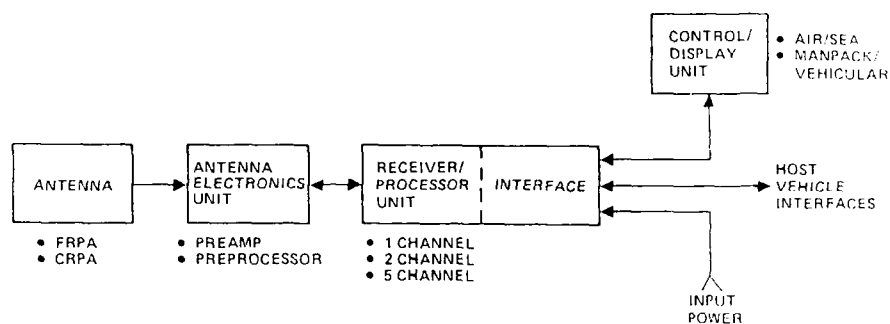 CONTROL/
DISPLAY
UNIT
• AIR/SEA
• MANPACK/
VEHICULAR
ANTENNA
ANTENNA
ELECTRONICS
UNIT
RECEIVER/
PROCESSOR
UNIT
INTERFACE
HOST
VEHICLE
INTERFACES
• FRPA
• CRPA
• PREAMP
• PREPROCESSOR
• 1 CHANNEL
• 2 CHANNEL
• 5 CHANNEL
INPUT
POWER